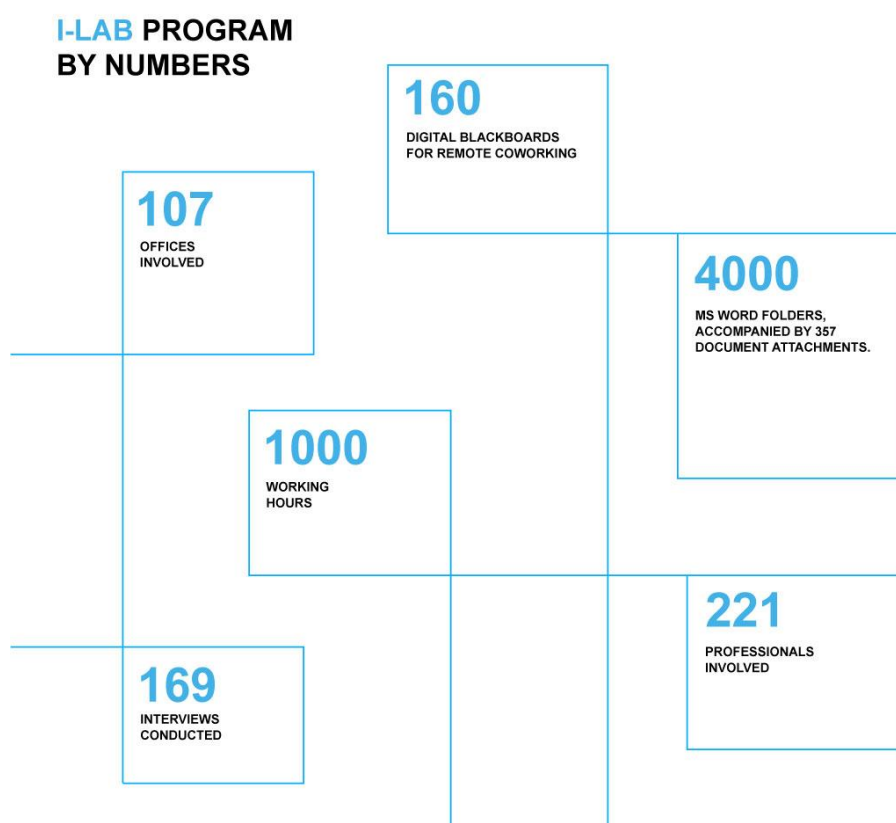 I-LAB PROGRAM
BY NUMBERS
160
DIGITAL BLACKBOARDS
FOR REMOTE COWORKING
107
OFFICES
INVOLVED
4000
MS WORD FOLDERS,
ACCOMPANIED BY 357
DOCUMENT ATTACHMENTS.
1000
WORKING
HOURS
221
PROFESSIONALS
INVOLVED
169
INTERVIEWS
CONDUCTED